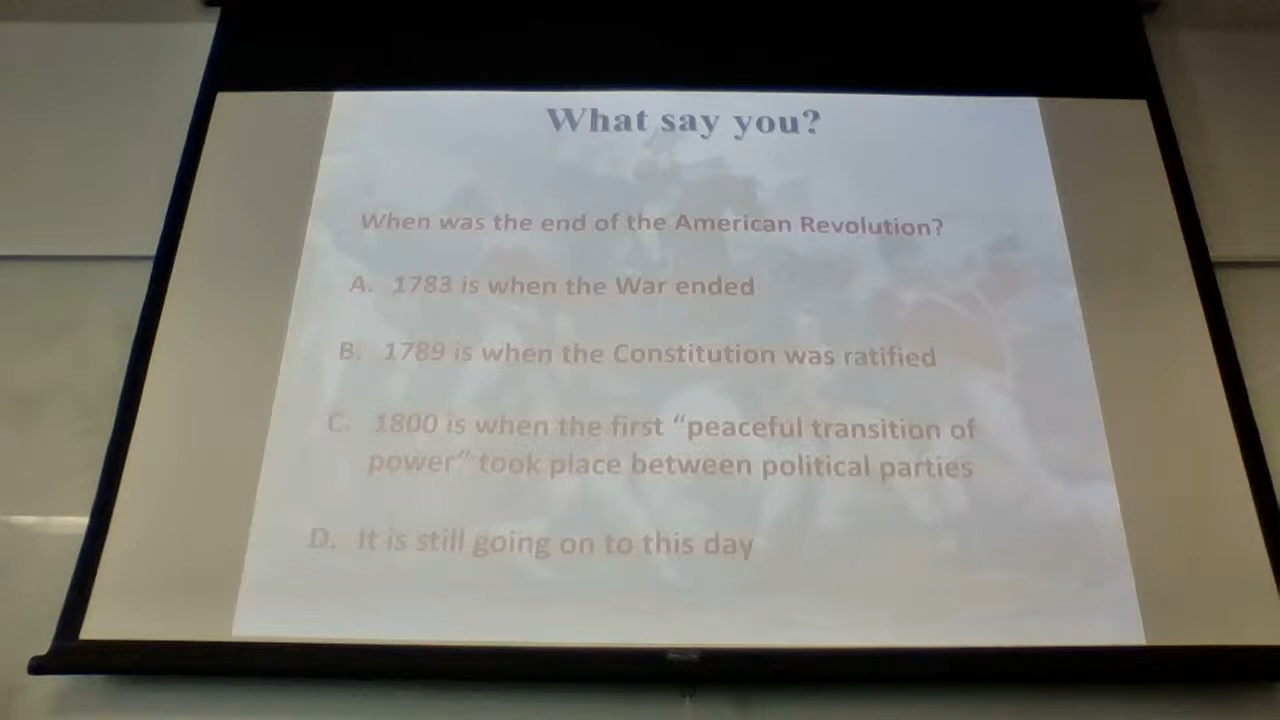 What say you?
When was the end of the American Revolution?
A. 1783 is when the War ended
B. 1789 is when the Constitution was ratified
C. 1800 is when the first “peaceful transition of
power” took place between political parties
D. It is still going on to this day